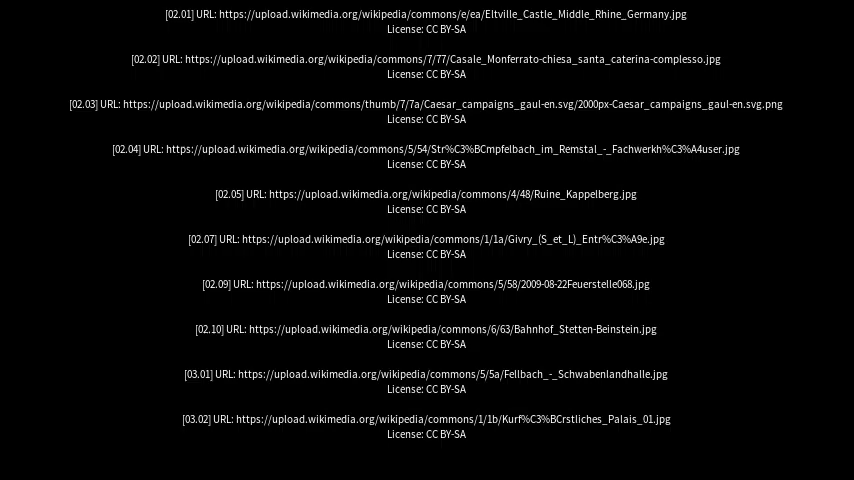 [02.01] URL: https://upload.wikimedia.org/wikipedia/commons/e/ea/Eltville_Castle_Middle_Rhine_Germany.jpg
License: CC BY-SA
[02.02] URL: https://upload.wikimedia.org/wikipedia/commons/7/77/Casale_Monferrato-chiesa_santa_caterina-complesso.jpg
License: CC BY-SA
[02.03] URL: https://upload.wikimedia.org/wikipedia/commons/thumb/7/7a/Caesar_campaigns_gaul-en.svg/2000px-Caesar_campaigns_gaul-en.svg.png
License: CC BY-SA
[02.04] URL: https://upload.wikimedia.org/wikipedia/commons/5/54/Str%C3%BCmpfelbach_im_Remstal_-_Fachwerkh%C3%A4user.jpg
License: CC BY-SA
[02.05] URL: https://upload.wikimedia.org/wikipedia/commons/4/48/Ruine_Kappelberg.jpg
License: CC BY-SA
[02.07] URL: https://upload.wikimedia.org/wikipedia/commons/1/1a/Givry_(S_et_L)_Entr%C3%A9e.jpg
License: CC BY-SA
[02.09] URL: https://upload.wikimedia.org/wikipedia/commons/5/58/2009-08-22Feuerstelle068.jpg
License: CC BY-SA
[02.10] URL: https://upload.wikimedia.org/wikipedia/commons/6/63/Bahnhof_Stetten-Beinstein.jpg
License: CC BY-SA
[03.01] URL: https://upload.wikimedia.org/wikipedia/commons/5/5a/Fellbach_-_Schwabenlandhalle.jpg
License: CC BY-SA
[03.02] URL: https://upload.wikimedia.org/wikipedia/commons/1/1b/Kurf%C3%BCrstliches_Palais_01.jpg
License: CC BY-SA